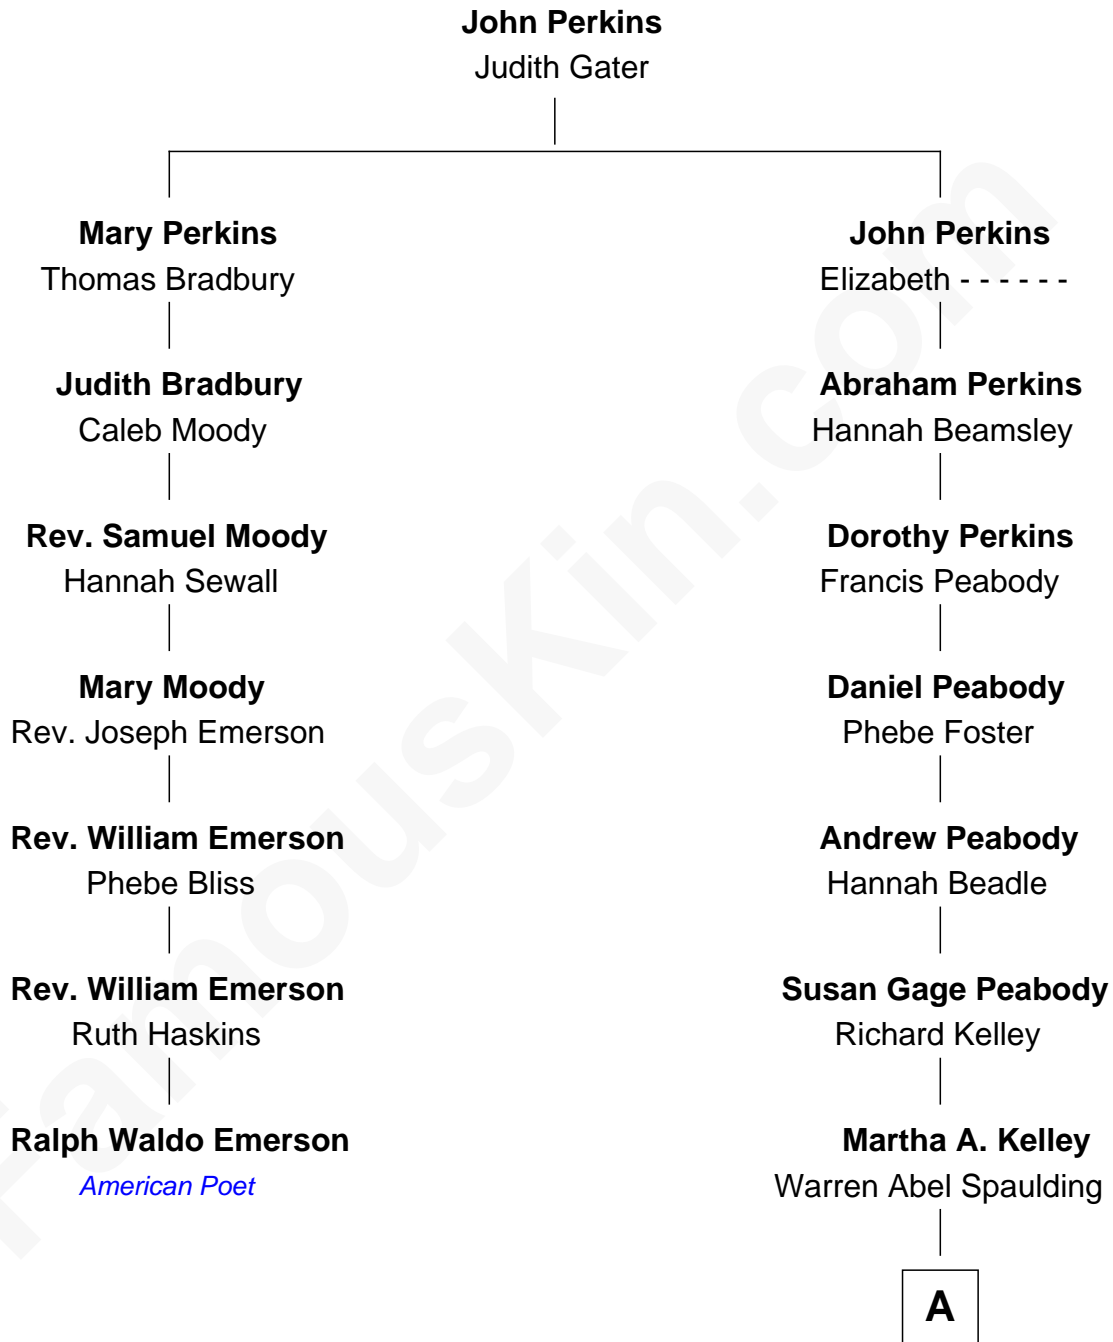 John Perkins
Judith Gater
Mary Perkins
Thomas Bradbury
John Perkins
Elizabeth - - - - - -
Judith Bradbury
Caleb Moody
Abraham Perkins
Hannah Beamsley
Rev. Samuel Moody
Hannah Sewall
Dorothy Perkins
Francis Peabody
Mary Moody
Rev. Joseph Emerson
Daniel Peabody
Phebe Foster
Rev. William Emerson
Phebe Bliss
Andrew Peabody
Hannah Beadle
Rev. William Emerson
Ruth Haskins
Susan Gage Peabody
Richard Kelley
Ralph Waldo Emerson
American Poet
Martha A. Kelley
Warren Abel Spaulding
A
FamousKin.com